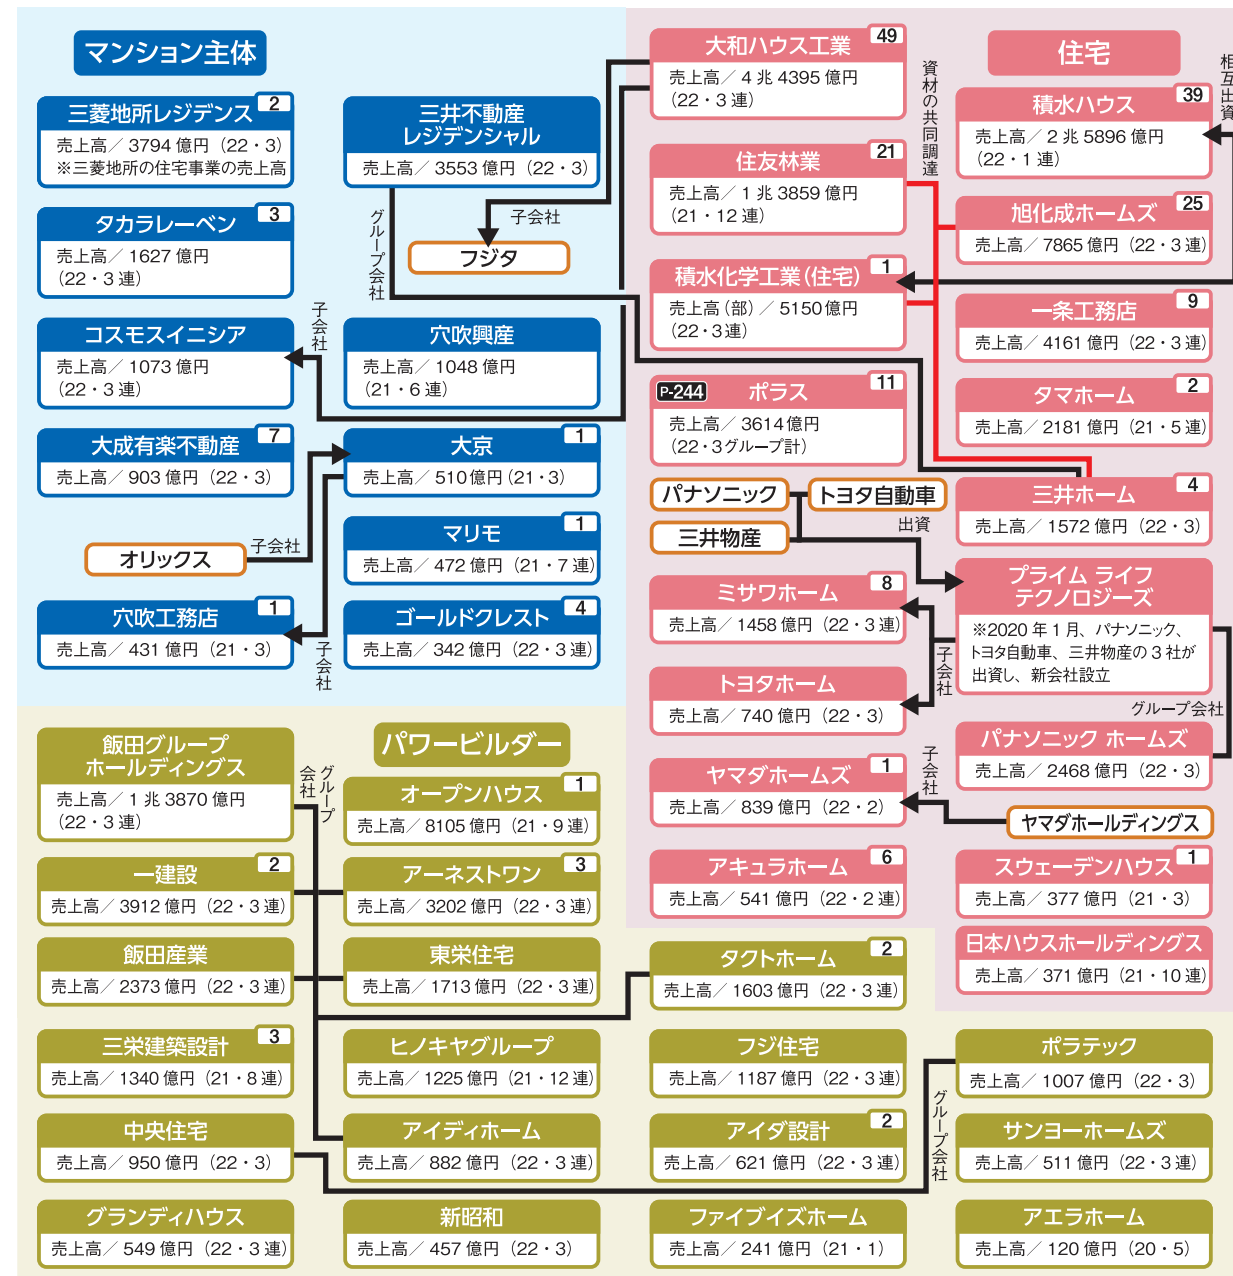 マンション主体
三菱地所レジデンス 2
売上高／3794億円（22・3）
※三菱地所の住宅事業の売上高
三井不動産
レジデンシャル
売上高／3553億円（22・3）
タカラレーベン 3
売上高／1627億円
（22・3連）
グループ会社
子会社
フジタ
コスモスイニシア
売上高／1073億円
（22・3連）
子会社
穴吹興産
売上高／1048億円
（21・6連）
大成有楽不動産 7
売上高／903億円（22・3）
大京 1
売上高／510億円（21・3）
オリックス
子会社
マリモ 1
売上高／472億円（21・7連）
穴吹工務店 1
売上高／431億円（21・3）
子会社
ゴールドクレスト 4
売上高／342億円（22・3連）
住宅
大和ハウス工業 49
売上高／4兆4395億円
（22・3連）
資材の共同調達
相互出資
積水ハウス 39
売上高／2兆5896億円
（22・1連）
住友林業 21
売上高／1兆3859億円
（21・12連）
旭化成ホームズ 25
売上高／7865億円（22・3連）
積水化学工業（住宅） 1
売上高（部）／5150億円
（22・3連）
一条工務店 9
売上高／4161億円（22・3連）
P-244 ポラス 11
売上高／3614億円
（22・3グループ計）
タマホーム 2
売上高／2181億円（21・5連）
パナソニック
トヨタ自動車
三井物産
出資
三井ホーム 4
売上高／1572億円（22・3）
プライム ライフ
テクノロジーズ
※2020年1月、パナソニック、
トヨタ自動車、三井物産の3社が
出資し、新会社設立
ミサワホーム 8
売上高／1458億円（22・3連）
子会社
トヨタホーム
売上高／740億円（22・3）
グループ会社
パナソニック ホームズ
売上高／2468億円（22・3）
ヤマダホームズ 1
売上高／839億円（22・2）
子会社
ヤマダホールディングス
アキュラホーム 6
売上高／541億円（22・2連）
スウェーデンハウス 1
売上高／377億円（21・3）
日本ハウスホールディングス
売上高／371億円（21・10連）
パワービルダー
飯田グループ
ホールディングス
売上高／1兆3870億円
（22・3連）
グループ
会社
オープンハウス 1
売上高／8105億円（21・9連）
一建設 2
売上高／3912億円（22・3連）
アーネストワン 3
売上高／3202億円（22・3連）
飯田産業
売上高／2373億円（22・3連）
東栄住宅
売上高／1713億円（22・3連）
タクトホーム 2
売上高／1603億円（22・3連）
三栄建築設計 3
売上高／1340億円（21・8連）
ヒノキヤグループ
売上高／1225億円（21・12連）
フジ住宅
売上高／1187億円（22・3連）
ポラテック
売上高／1007億円（22・3）
中央住宅
売上高／950億円（22・3）
アイディホーム
売上高／882億円（22・3連）
アイダ設計 2
売上高／621億円（22・3連）
グループ会社
サンヨーホームズ
売上高／511億円（22・3連）
グランディハウス
売上高／549億円（22・3連）
新昭和
売上高／457億円（22・3）
ファイブイズホーム
売上高／241億円（21・1）
アエラホーム
売上高／120億円（20・5）